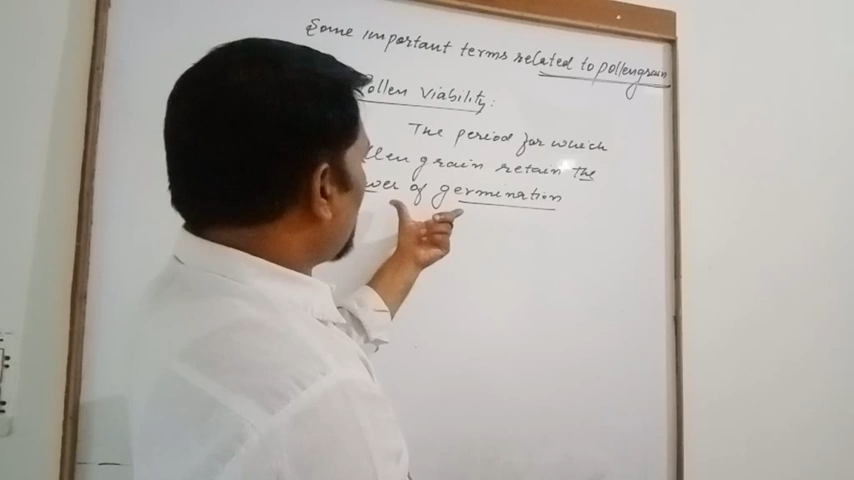 Some important terms related to pollengrain
Pollen Viability:
The period for which
pollen grain retain the
power of germination